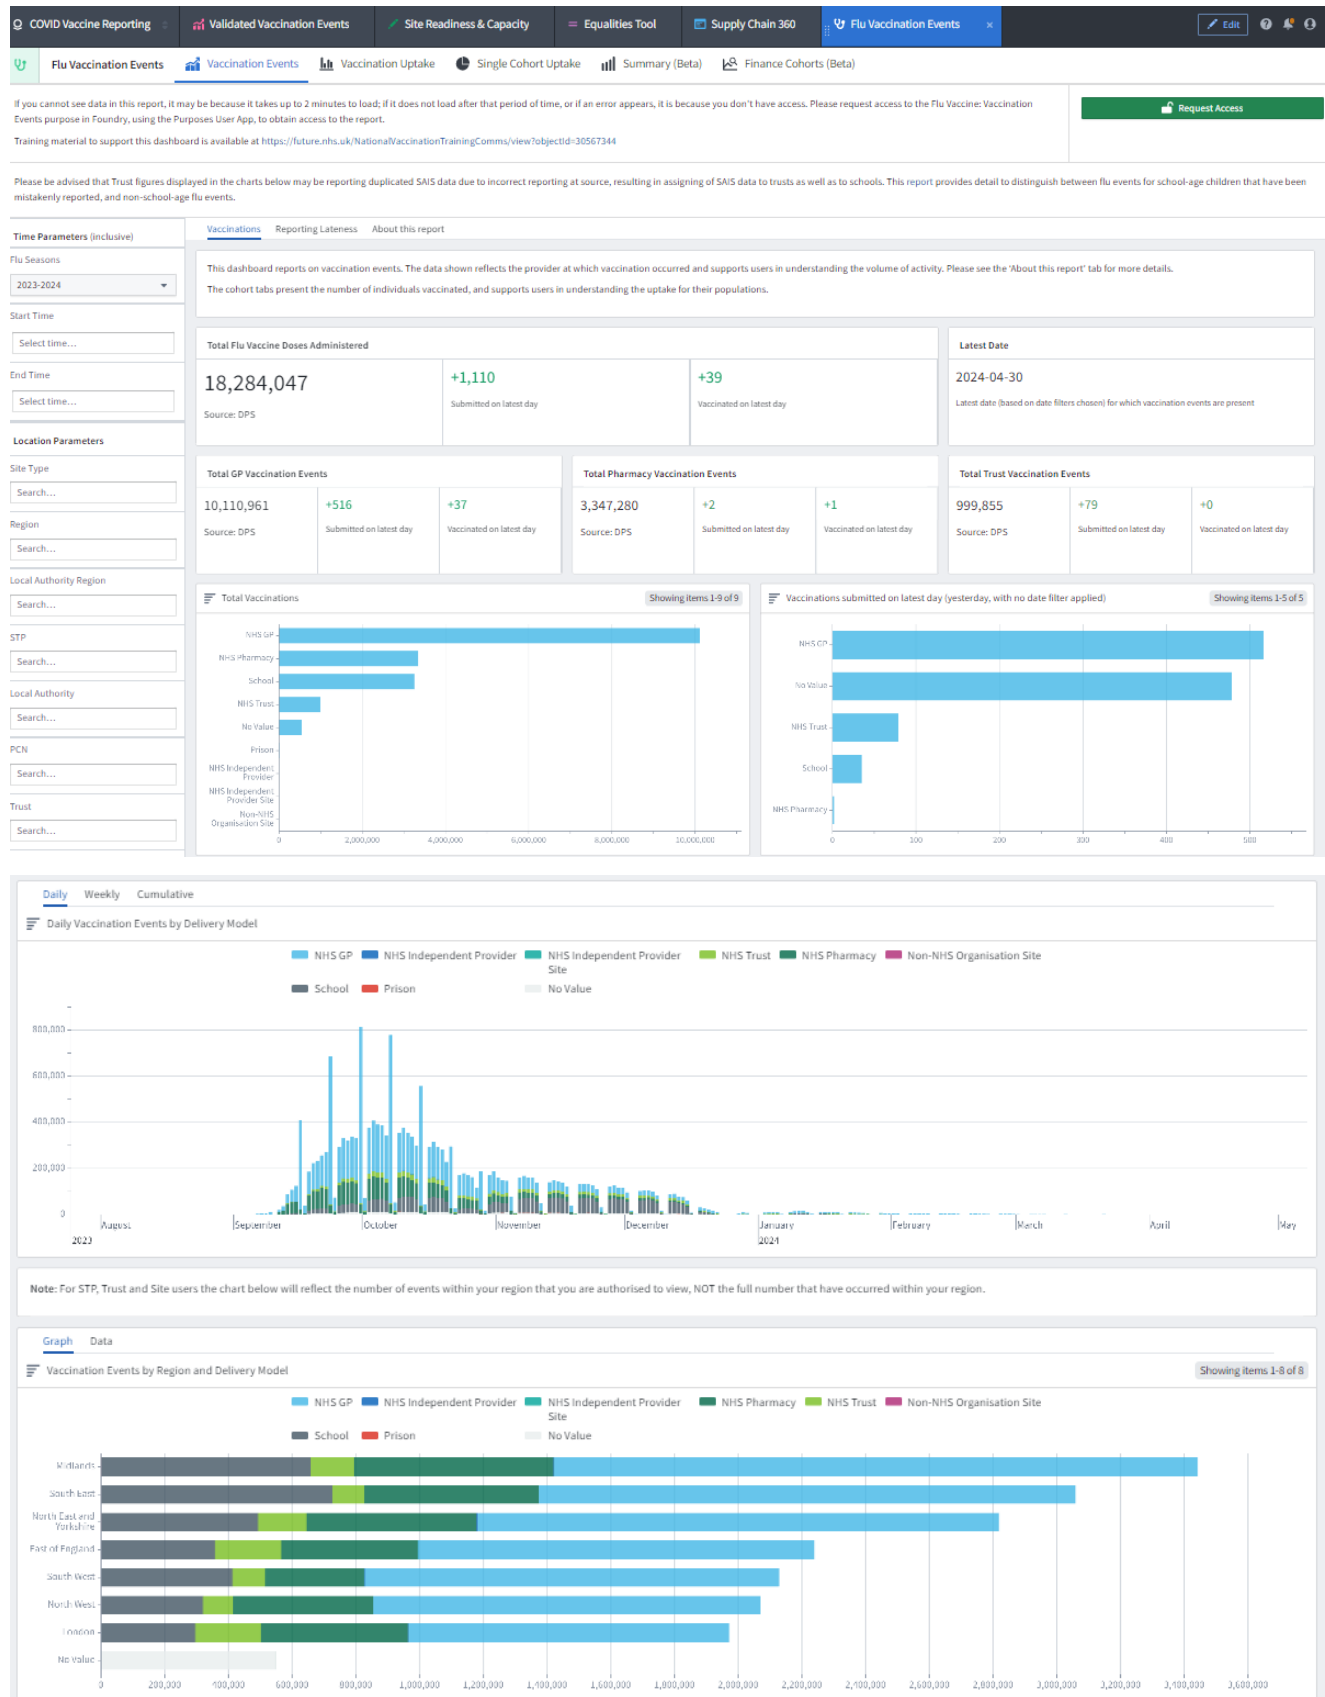 COVID Vaccine Reporting
Validated Vaccination Events
Site Readiness & Capacity
Equalities Tool
Supply Chain 360
Flu Vaccination Events
Edit
Flu Vaccination Events
Vaccination Events
Vaccination Uptake
Single Cohort Uptake
Summary (Beta)
Finance Cohorts (Beta)
If you cannot see data in this report, it may be because it takes up to 2 minutes to load; if it does not load after that period of time, or if an error appears, it is because you don't have access. Please request access to the Flu Vaccine: Vaccination
Events purpose in Foundry, using the Purposes User App, to obtain access to the report.
Training material to support this dashboard is available at https://future.nhs.uk/NationalVaccinationTrainingComms/view?objectId=30567344
Request Access
Please be advised that Trust figures displayed in the charts below may be reporting duplicated SAIS data due to incorrect reporting at source, resulting in assigning of SAIS data to trusts as well as to schools. This report provides detail to distinguish between flu events for school-age children that have been
mistakenly reported, and non-school-age flu events.
Time Parameters (inclusive)
Flu Seasons
2023-2024
Start Time
Select time...
End Time
Select time...
Location Parameters
Site Type
Search...
Region
Search...
Local Authority Region
Search...
STP
Search...
Local Authority
Search...
PCN
Search...
Trust
Search...
Vaccinations
Reporting Lateness
About this report
This dashboard reports on vaccination events. The data shown reflects the provider at which vaccination occurred and supports users in understanding the volume of activity. Please see the 'About this report' tab for more details.
The cohort tabs present the number of individuals vaccinated, and supports users in understanding the uptake for their populations.
Total Flu Vaccine Doses Administered
18,284,047
Source: DPS
+1,110
Submitted on latest day
+39
Vaccinated on latest day
Latest Date
2024-04-30
Latest date (based on date filters chosen) for which vaccination events are present
Total GP Vaccination Events
10,110,961
Source: DPS
+516
Submitted on latest day
+37
Vaccinated on latest day
Total Pharmacy Vaccination Events
3,347,280
Source: DPS
+2
Submitted on latest day
+1
Vaccinated on latest day
Total Trust Vaccination Events
999,855
Source: DPS
+79
Submitted on latest day
+0
Vaccinated on latest day
Total Vaccinations
Showing items 1-9 of 9
NHS GP
NHS Pharmacy
School
NHS Trust
No Value
Prison
NHS Independent
Provider
NHS Independent
Provider Site
Non-NHS
Organisation Site
0 2,000,000 4,000,000 6,000,000 8,000,000 10,000,000
Vaccinations submitted on latest day (yesterday, with no date filter applied)
Showing items 1-5 of 5
NHS GP
No Value
NHS Trust
School
NHS Pharmacy
0 100 200 300 400 500
Daily
Weekly
Cumulative
Daily Vaccination Events by Delivery Model
NHS GP
NHS Independent Provider
NHS Independent Provider
Site
NHS Trust
NHS Pharmacy
Non-NHS Organisation Site
School
Prison
No Value
800,000
600,000
400,000
200,000
0
August September October November December January February March April May
2023 2024
Note: For STP, Trust and Site users the chart below will reflect the number of events within your region that you are authorised to view, NOT the full number that have occurred within your region.
Graph
Data
Vaccination Events by Region and Delivery Model
Showing items 1-8 of 8
NHS GP
NHS Independent Provider
NHS Independent Provider
Site
NHS Pharmacy
NHS Trust
Non-NHS Organisation Site
School
Prison
No Value
Midlands
South East
North East and
Yorkshire
East of England
South West
North West
London
No Value
0 200,000 400,000 600,000 800,000 1,000,000 1,200,000 1,400,000 1,600,000 1,800,000 2,000,000 2,200,000 2,400,000 2,600,000 2,800,000 3,000,000 3,200,000 3,400,000 3,600,000